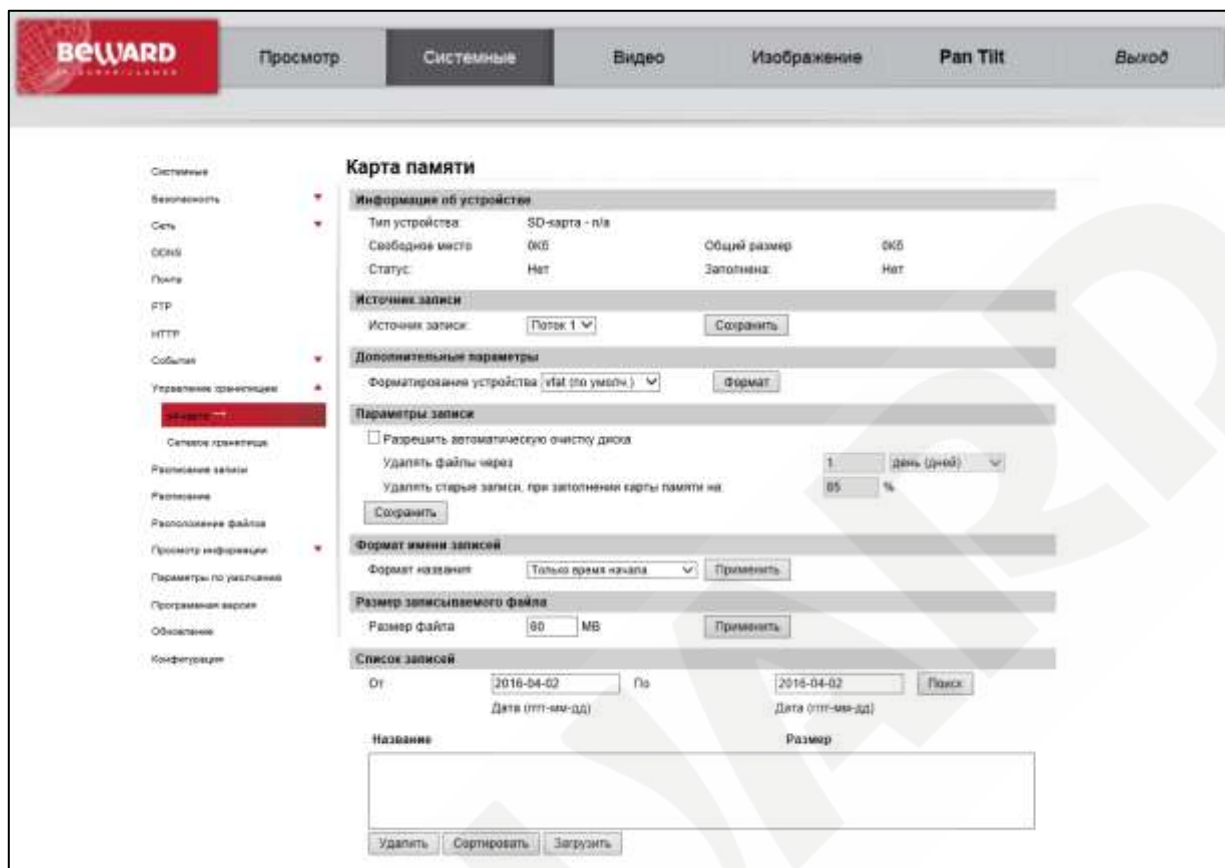 BEWARD
Просмотр
Системные
Видео
Изображение
Pan Tilt
Выход
Системные
Безопасность
Сеть
DDNS
Почта
FTP
HTTP
События
Управление хранилищем
Сетевое хранилище
Расписание записи
Расписание
Расположение файлов
Просмотр информации
Параметры по умолчанию
Программная версия
Обновление
Конфигурация
Карта памяти
Информация об устройстве
Тип устройства: SD-карта - n/a
Свободное место 0Кб Общий размер 0Кб
Статус: Нет Заполнена: Нет
Источник записи
Источник записи: Поток 1 Сохранить
Дополнительные параметры
Форматирование устройства vfat (по умолч.) Формат
Параметры записи
Разрешить автоматическую очистку диска
Удалять файлы через 1 день (дней)
Удалять старые записи, при заполнении карты памяти на: 85 %
Сохранить
Формат имени записей
Формат названия Только время начала Применить
Размер записываемого файла
Размер файла 60 MB Применить
Список записей
От 2016-04-02 По 2016-04-02 Поиск
Дата (гггг-мм-дд) Дата (гггг-мм-дд)
Название Размер
Удалить Сортировать Загрузить